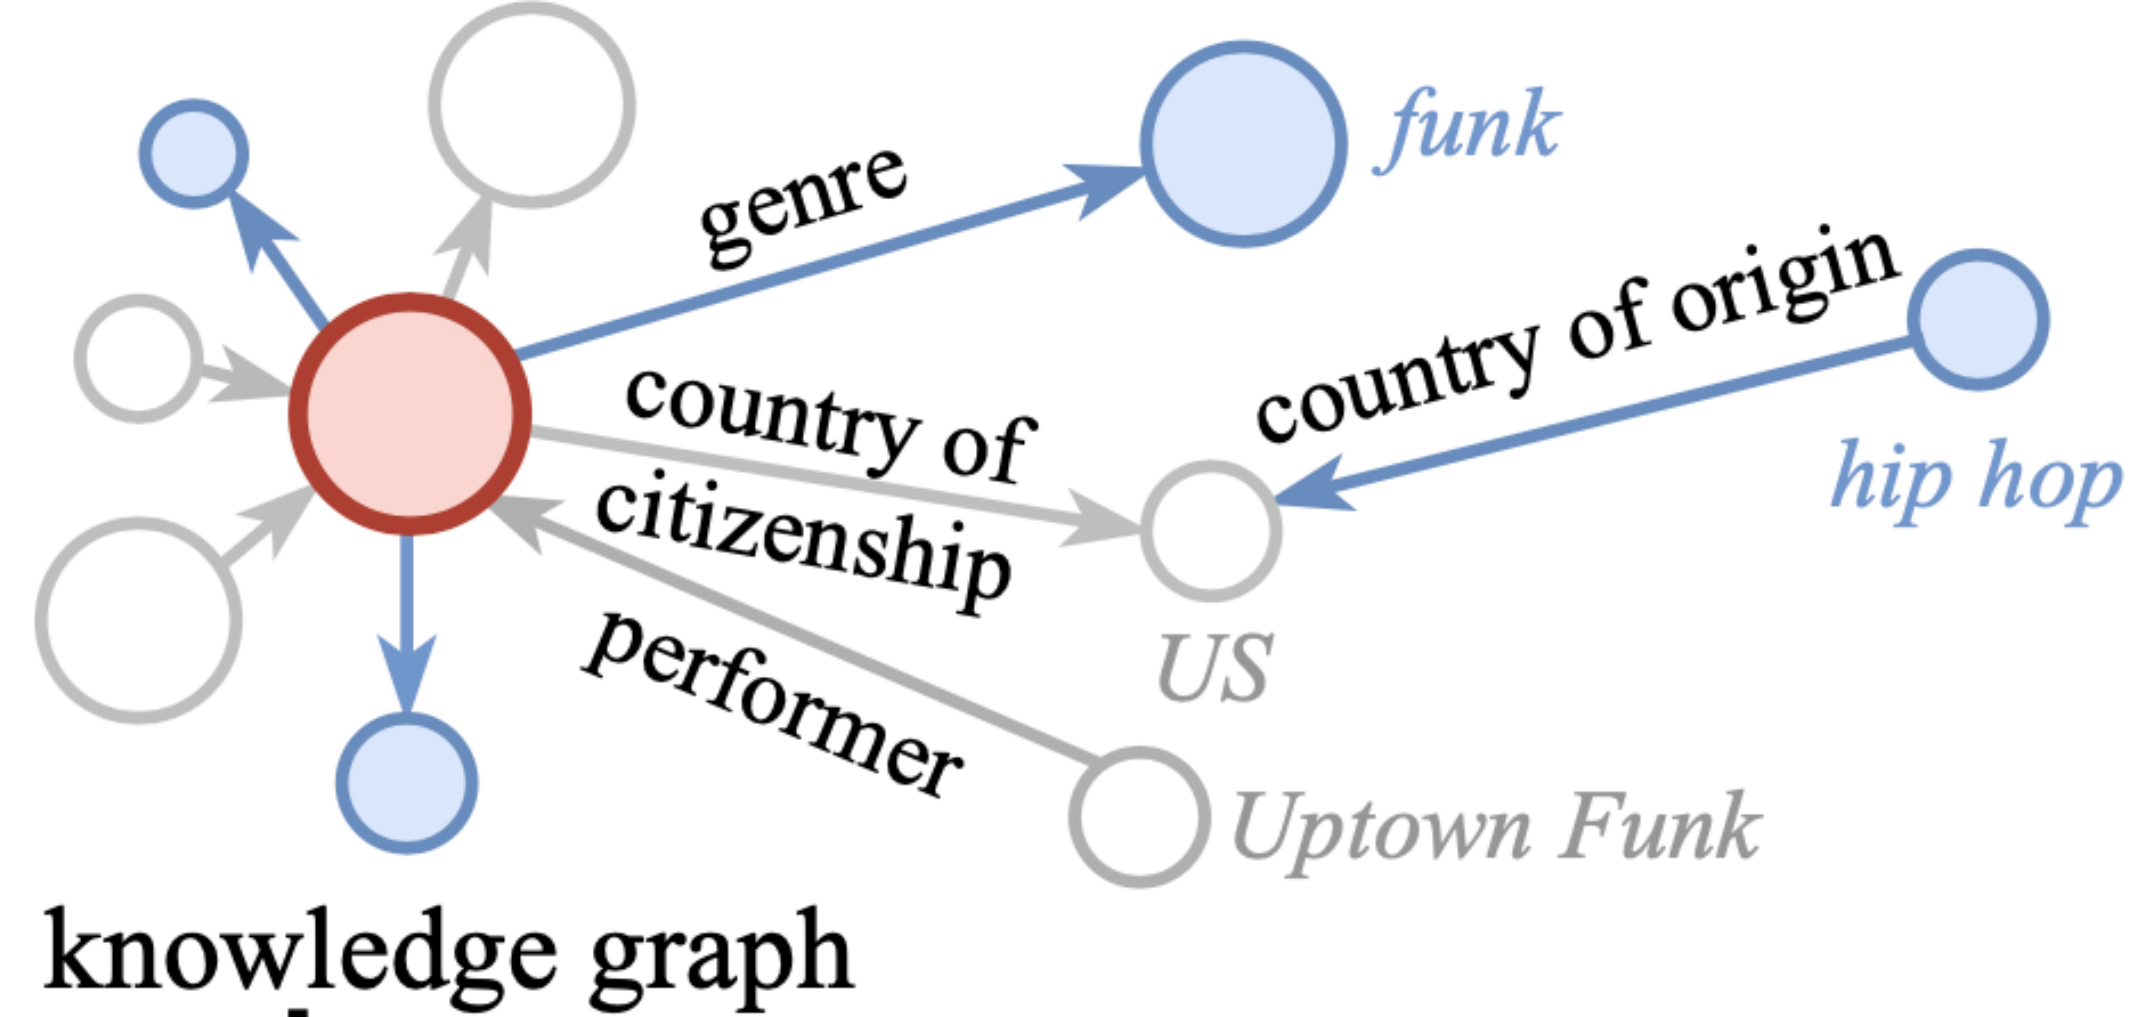 funk
genre
country of origin
country of
citizenship
hip hop
performer
US
Uptown Funk
knowledge graph